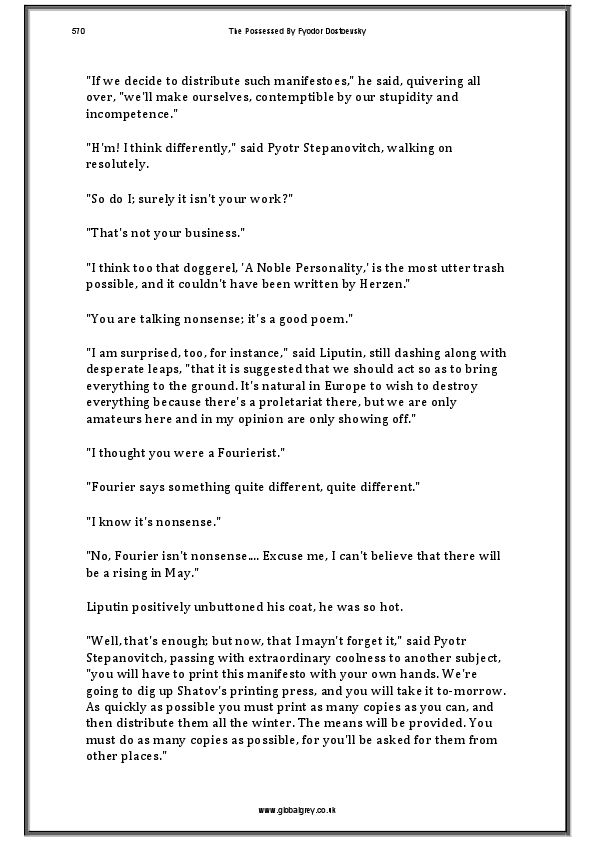 570
The Possessed By Fyodor Dostoevsky
"If we decide to distribute such manifestoes," he said, quivering all
over, "we'll make ourselves, contemptible by our stupidity and
incompetence."
"H'm! I think differently," said Pyotr Stepanovitch, walking on
resolutely.
"So do I; surely it isn't your work?"
"That's not your business."
"I think too that doggerel, 'A Noble Personality,' is the most utter trash
possible, and it couldn't have been written by Herzen."
"You are talking nonsense; it's a good poem."
"I am surprised, too, for instance," said Liputin, still dashing along with
desperate leaps, "that it is suggested that we should act so as to bring
everything to the ground. It's natural in Europe to wish to destroy
everything because there's a proletariat there, but we are only
amateurs here and in my opinion are only showing off."
"I thought you were a Fourierist."
"Fourier says something quite different, quite different."
"I know it's nonsense."
"No, Fourier isn't nonsense.... Excuse me, I can't believe that there will
be a rising in May."
Liputin positively unbuttoned his coat, he was so hot.
"Well, that's enough; but now, that I mayn't forget it," said Pyotr
Stepanovitch, passing with extraordinary coolness to another subject,
"you will have to print this manifesto with your own hands. We're
going to dig up Shatov's printing press, and you will take it to-morrow.
As quickly as possible you must print as many copies as you can, and
then distribute them all the winter. The means will be provided. You
must do as many copies as possible, for you'll be asked for them from
other places."
www.globalgrey.co.uk